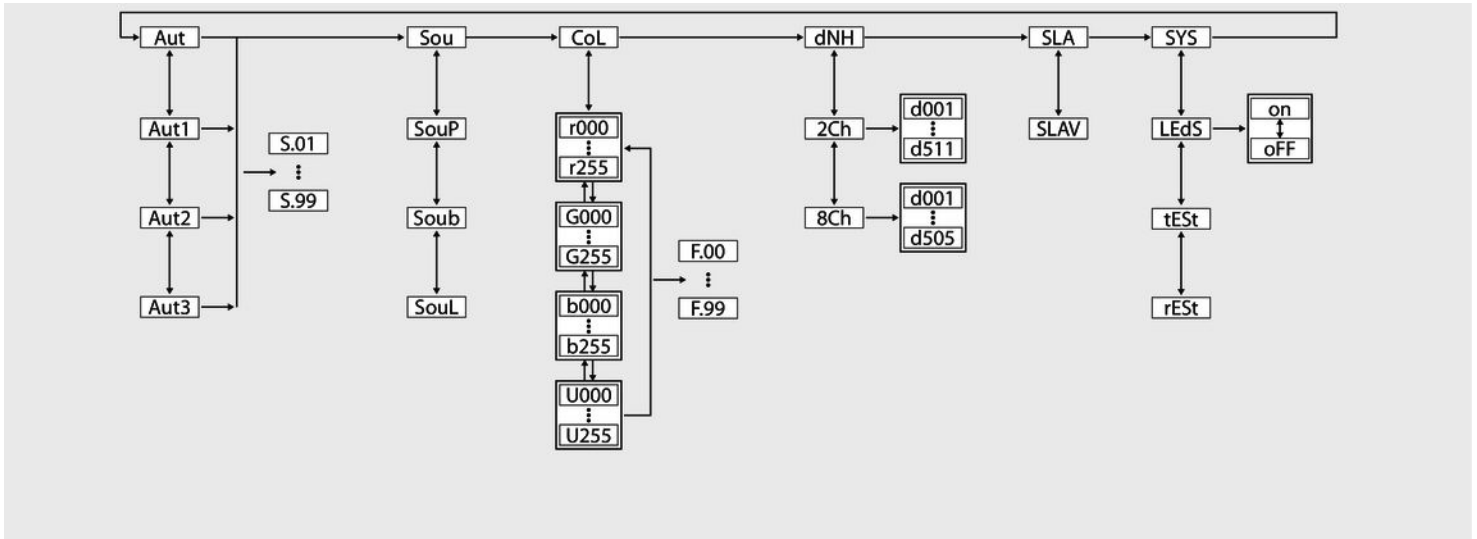 Aut
Sou
CoL
dNH
SLA
SYS
Aut1
S.01
S.99
SouP
r000
r255
2Ch
d001
d511
SLAV
LEdS
on
oFF
Aut2
Soub
G000
G255
8Ch
d001
d505
tESt
Aut3
SouL
b000
b255
F.00
F.99
rESt
U000
U255